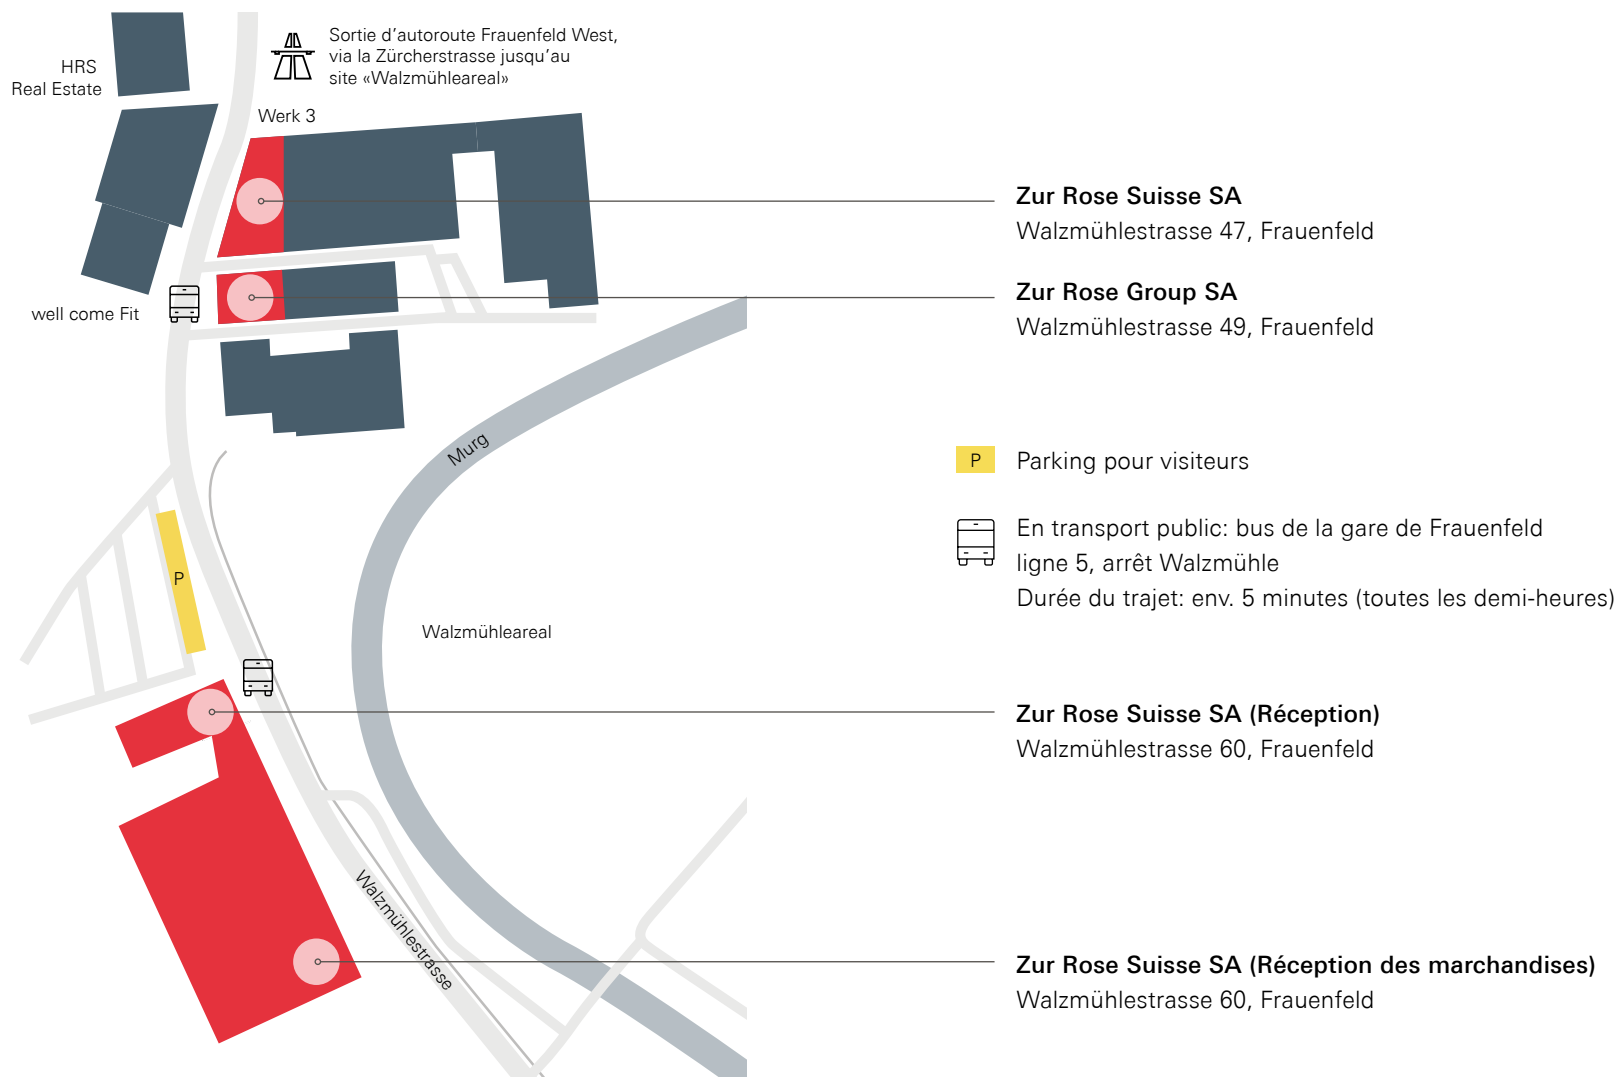 Sortie d'autoroute Frauenfeld West,
via la Zürcherstrasse jusqu'au
site «Walzmühleareal»
HRS
Real Estate
Werk 3
well come Fit
Murg
P
Walzmühleareal
Walzmühlestrasse
Zur Rose Suisse SA
Walzmühlestrasse 47, Frauenfeld
Zur Rose Group SA
Walzmühlestrasse 49, Frauenfeld
P Parking pour visiteurs
En transport public: bus de la gare de Frauenfeld
ligne 5, arrêt Walzmühle
Durée du trajet: env. 5 minutes (toutes les demi-heures)
Zur Rose Suisse SA (Réception)
Walzmühlestrasse 60, Frauenfeld
Zur Rose Suisse SA (Réception des marchandises)
Walzmühlestrasse 60, Frauenfeld